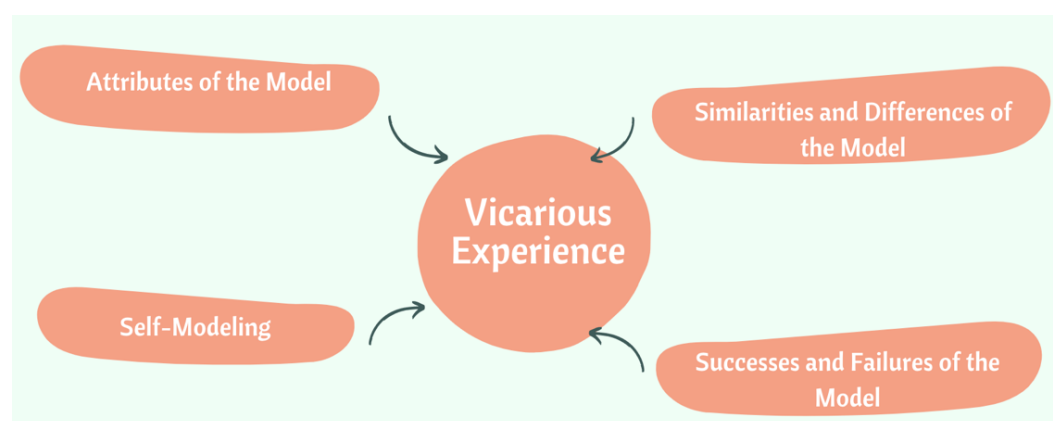 Attributes of the Model
Similarities and Differences of
the Model
Vicarious
Experience
Self-Modeling
Successes and Failures of the
Model